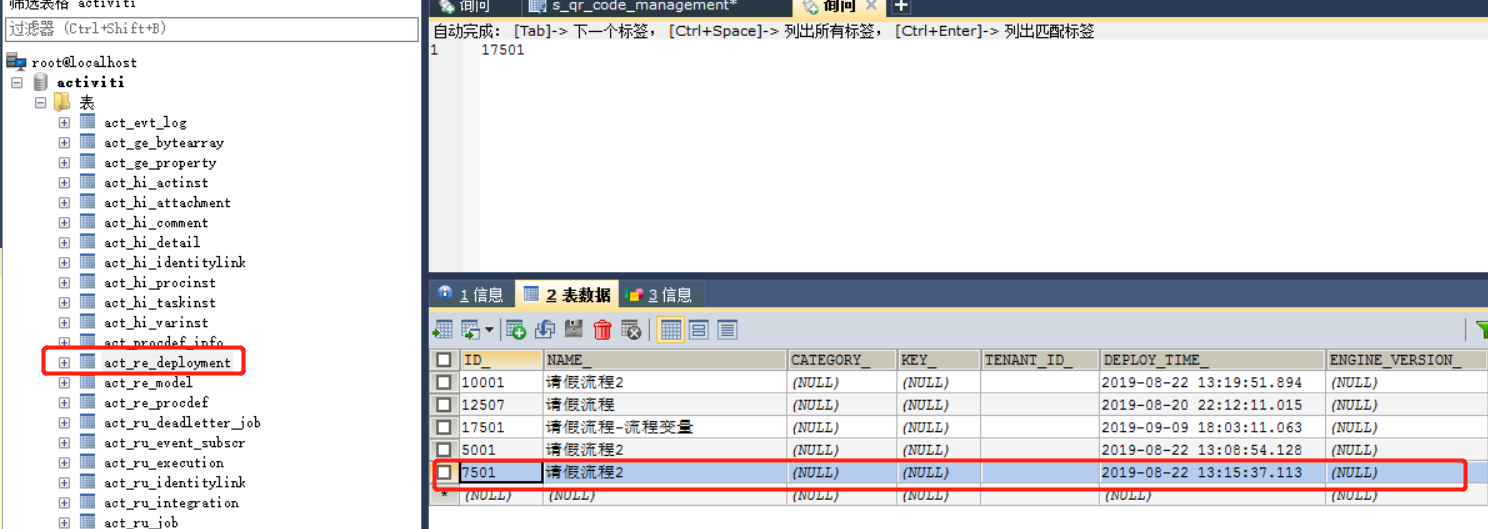 筛选表格 activiti
过滤器 (Ctrl+Shift+B)
root@localhost
activiti
表
act_evt_log
act_ge_bytearray
act_ge_property
act_hi_actinst
act_hi_attachment
act_hi_comment
act_hi_detail
act_hi_identitylink
act_hi_procinst
act_hi_taskinst
act_hi_varinst
act_procdef_info
act_re_deployment
act_re_model
act_re_procdef
act_ru_deadletter_job
act_ru_event_subscr
act_ru_execution
act_ru_identitylink
act_ru_integration
act_ru_job
询问 s_qr_code_management* 询问
自动完成: [Tab]-> 下一个标签, [Ctrl+Space]-> 列出所有标签, [Ctrl+Enter]-> 列出匹配标签
1 17501
1 信息 2 表数据 3 信息
ID_ NAME_ CATEGORY_ KEY_ TENANT_ID_ DEPLOY_TIME_ ENGINE_VERSION_
10001 请假流程2 (NULL) (NULL) 2019-08-22 13:19:51.894 (NULL)
12507 请假流程 (NULL) (NULL) 2019-08-20 22:12:11.015 (NULL)
17501 请假流程-流程变量 (NULL) (NULL) 2019-09-09 18:03:11.063 (NULL)
5001 请假流程2 (NULL) (NULL) 2019-08-22 13:08:54.128 (NULL)
7501 请假流程2 (NULL) (NULL) 2019-08-22 13:15:37.113 (NULL)
* (NULL) (NULL) (NULL) (NULL) (NULL) (NULL)